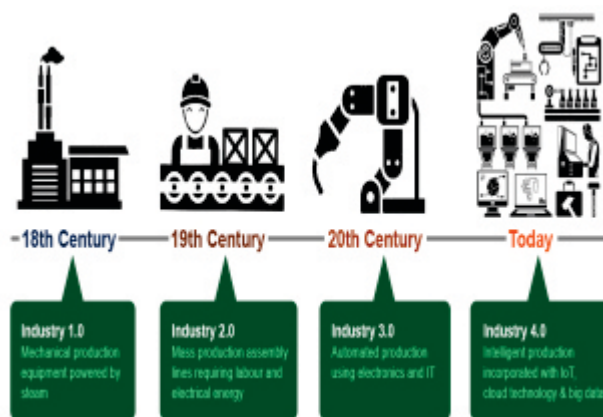 18th Century
19th Century
20th Century
Today
Industry 1.0
Mechanical production
equipment powered by
steam
Industry 2.0
Mass production assembly
lines requiring labour and
electrical energy
Industry 3.0
Automated production
using electronics and IT
Industry 4.0
Intelligent production
incorporated with IoT,
cloud technology & big data